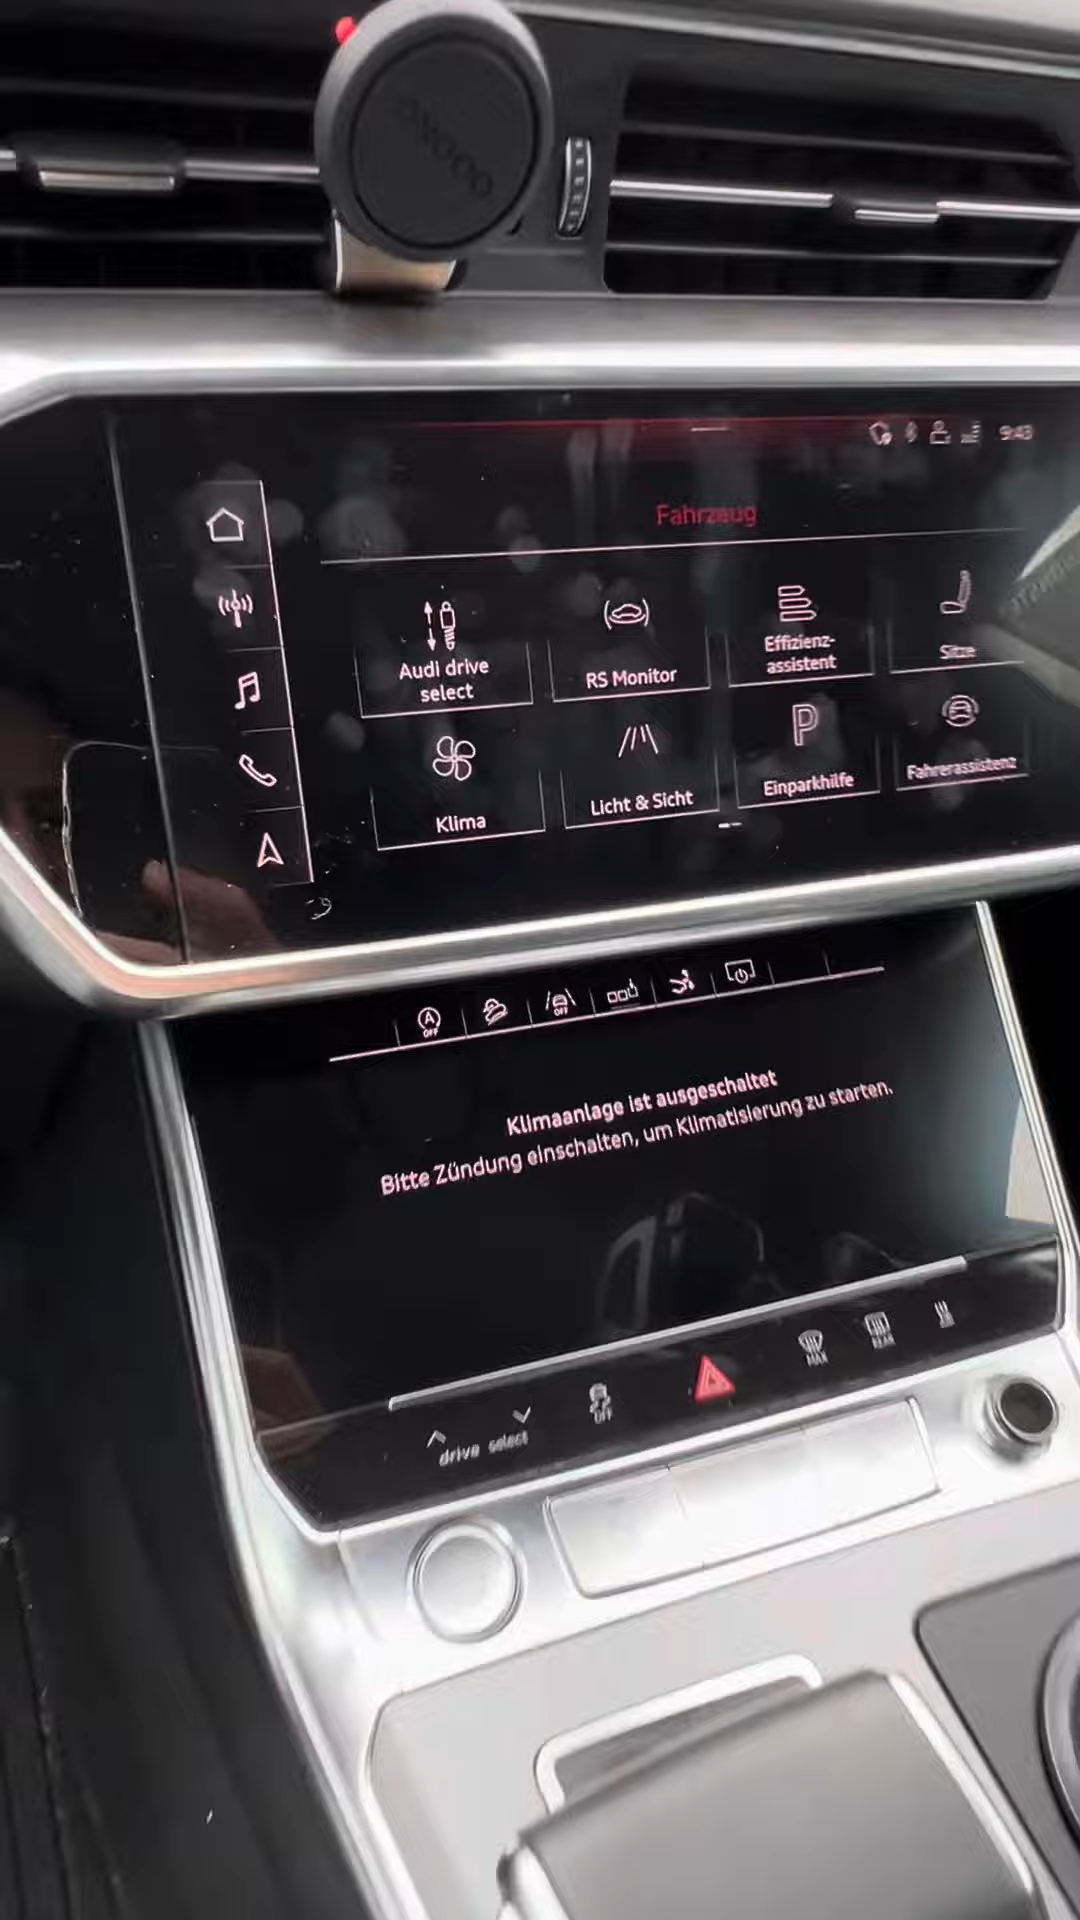 9:43
Fahrzeug
Audi drive
select
RS Monitor
Effizienz-
assistent
Sitze
Klima
Licht & Sicht
Einparkhilfe
Fahrerassistenz
A
OFF
OFF
Klimaanlage ist ausgeschaltet
Bitte Zündung einschalten, um Klimatisierung zu starten.
drive select
OFF
MAX
REAR